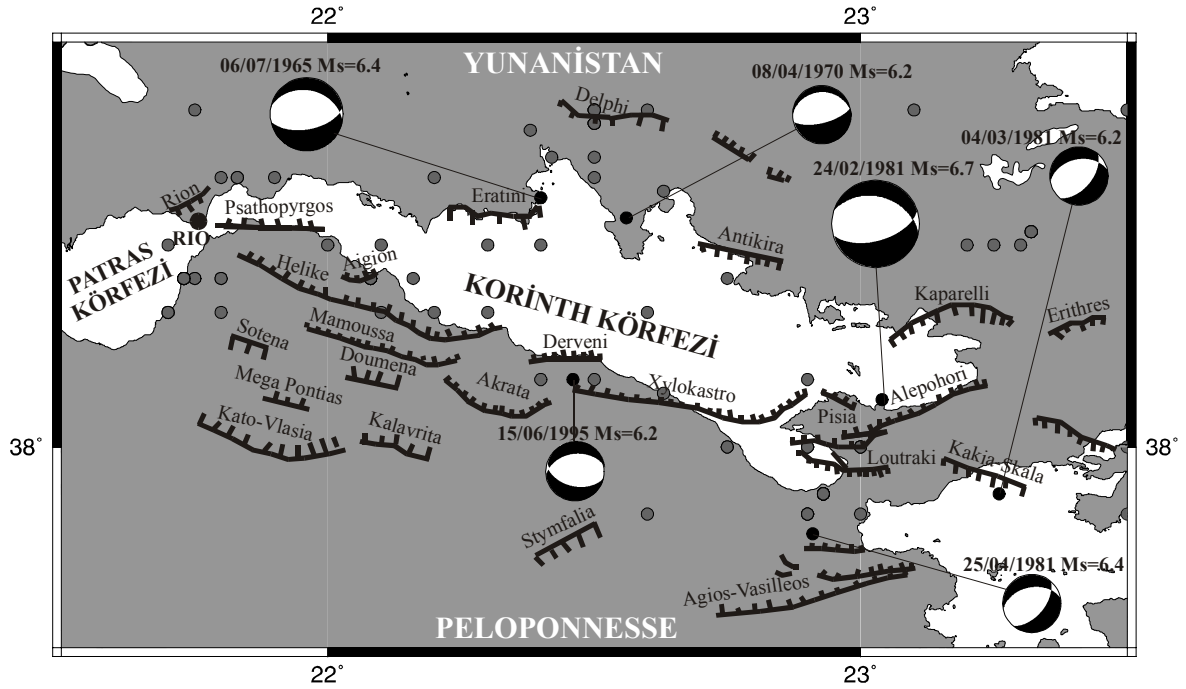 22˚
23˚
YUNANİSTAN
06/07/1965 Ms=6.4
08/04/1970 Ms=6.2
Delphi
04/03/1981 Ms=6.2
24/02/1981 Ms=6.7
Rion
Psathopyrgos
Eratini
RIO
Antikira
PATRAS
KÖRFEZİ
Helike
Aigion
KORİNTH KÖRFEZİ
Kaparelli
Erithres
Mamoussa
Sotena
Derveni
Doumena
Mega Pontias
Akrata
Xylokastro
Alepohori
Pisia
Kato-Vlasia
Kalavrita
15/06/1995 Ms=6.2
38˚
38˚
Loutraki
Kakia-Skala
Stymfalia
25/04/1981 Ms=6.4
Agios-Vasilleos
PELOPONNESSE
22˚
23˚